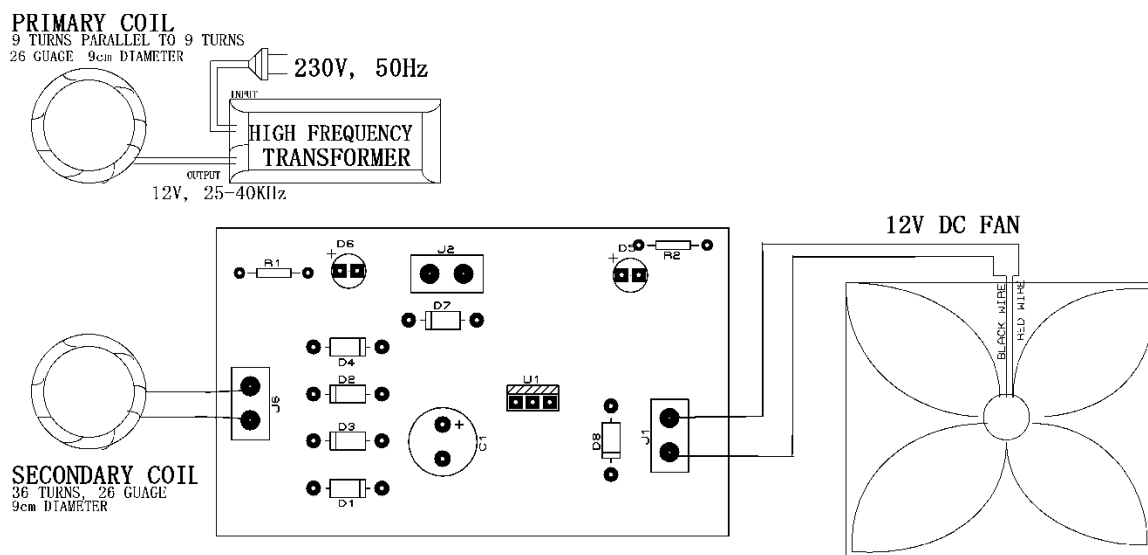 PRIMARY COIL
9 TURNS PARALLEL TO 9 TURNS
26 GUAGE 9cm DIAMETER
230V, 50Hz
INPUT
HIGH FREQUENCY
TRANSFORMER
OUTPUT
12V, 25-40KHz
12V DC FAN
D6
+
J2
D5
+
R1
R2
D7
BLACK WIRE
RED WIRE
D4
D2
U1
J6
D3
+
C1
D8
J1
D1
SECONDARY COIL
36 TURNS, 26 GUAGE
9cm DIAMETER